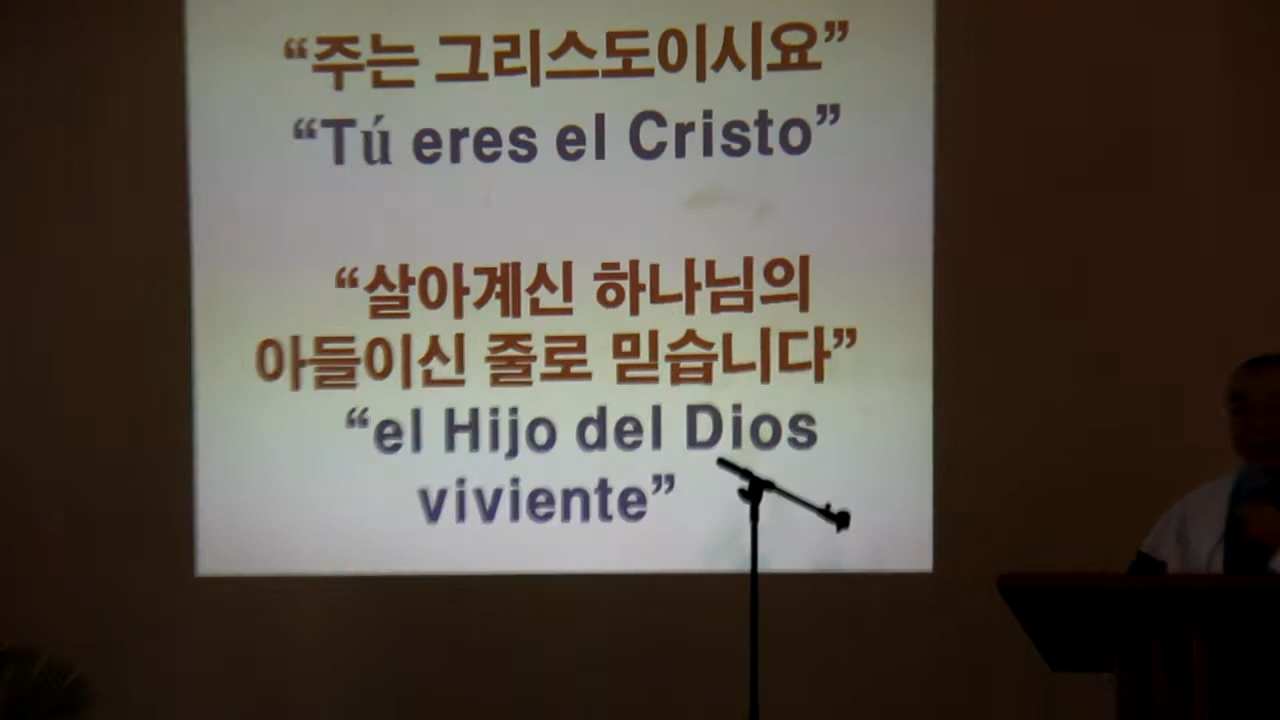 “주는 그리스도이시요”
“Tú eres el Cristo”
“살아계신 하나님의
아들이신 줄로 믿습니다”
“el Hijo del Dios
viviente”